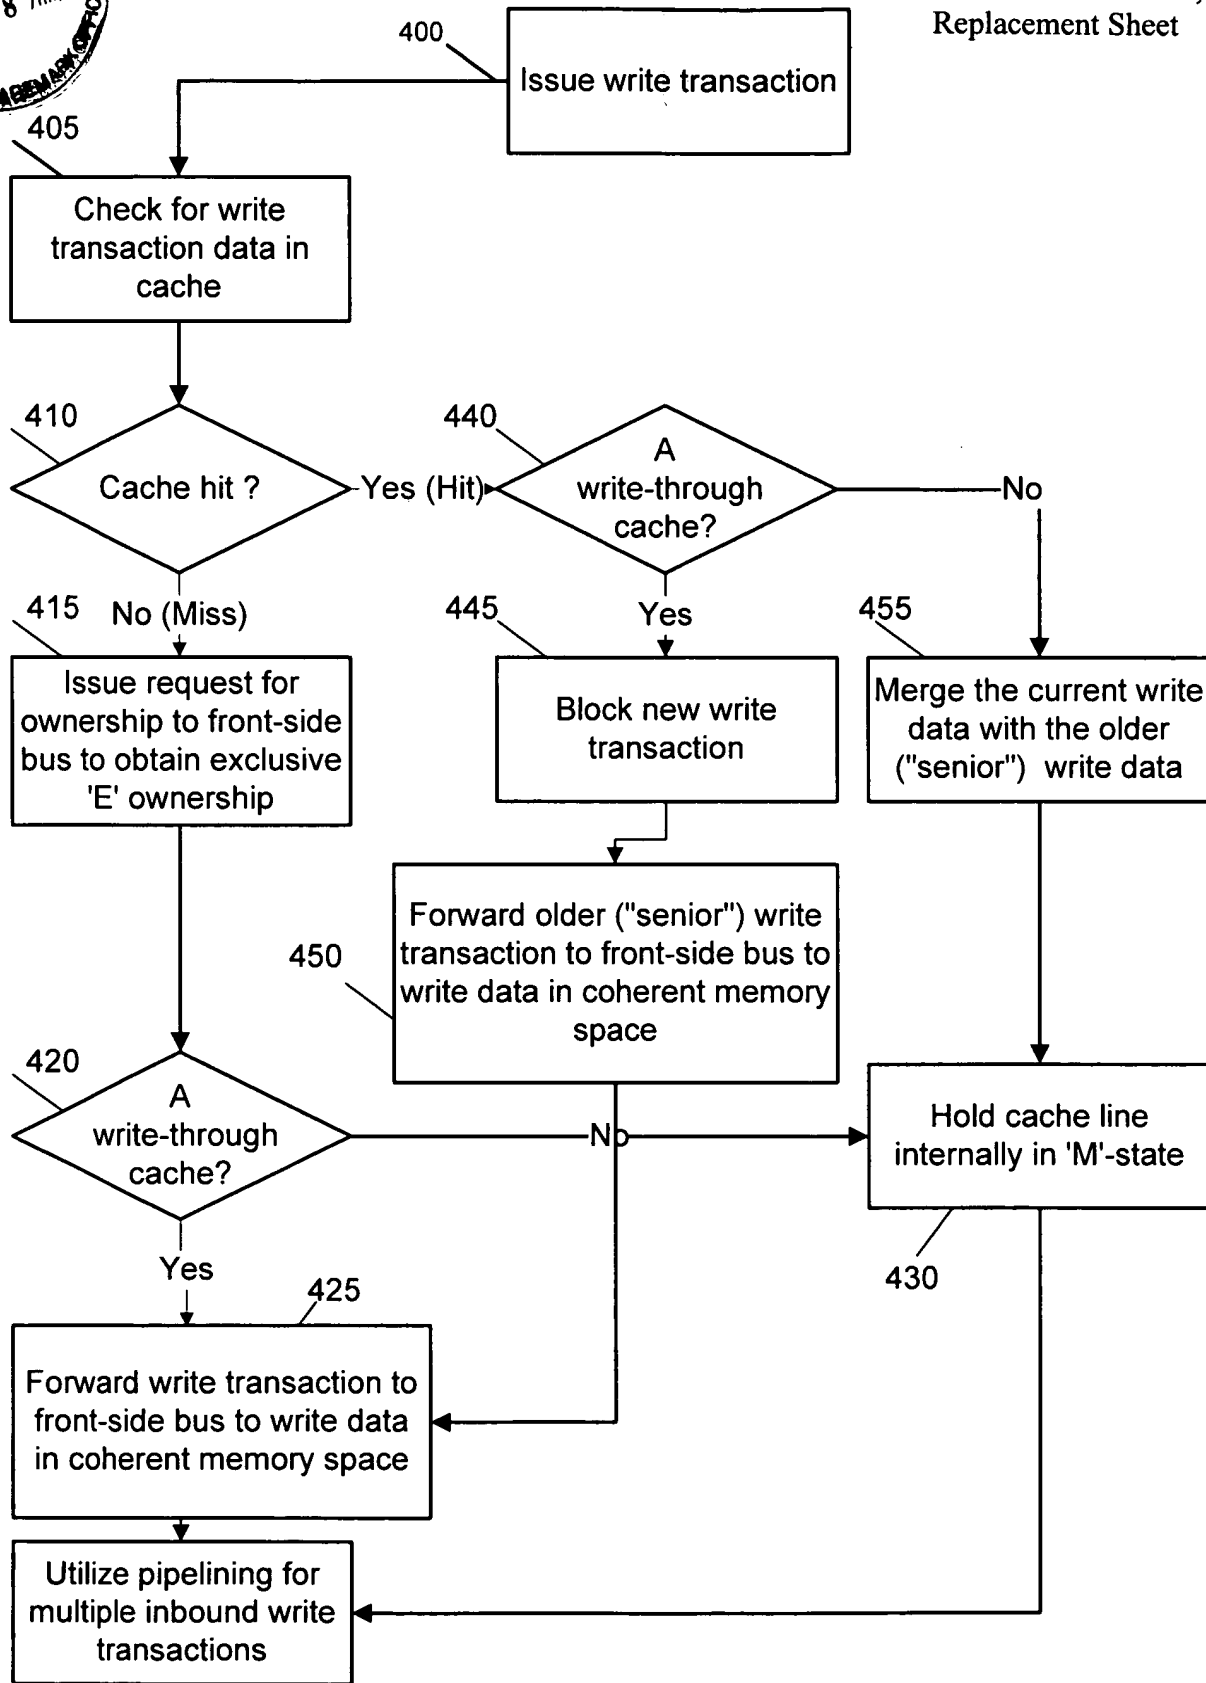 Replacement Sheet
400
Issue write transaction
405
Check for write
transaction data in
cache
410
Cache hit ?
Yes (Hit)
440
A
write-through
cache?
No
415
No (Miss)
445
Yes
455
Issue request for
ownership to front-side
bus to obtain exclusive
'E' ownership
Block new write
transaction
Merge the current write
data with the older
("senior") write data
Forward older ("senior") write
transaction to front-side bus to
write data in coherent memory
space
450
420
A
write-through
cache?
No
Hold cache line
internally in 'M'-state
430
Yes
425
Forward write transaction to
front-side bus to write data
in coherent memory space
Utilize pipelining for
multiple inbound write
transactions